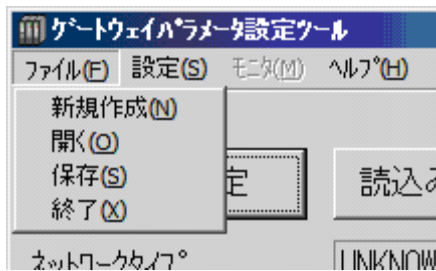 ｹﾞｰﾄｳｪｲﾊﾟﾗﾒｰﾀ設定ﾂｰﾙ
ﾌｧｲﾙ(F) 設定(S) ﾓﾆﾀ(M) ﾍﾙﾌﾟ(H)
新規作成(N)
開く(O)
保存(S)
終了(X)
定 読込み
ﾈｯﾄﾜｰｸﾀｲﾌﾟ UNKNOW